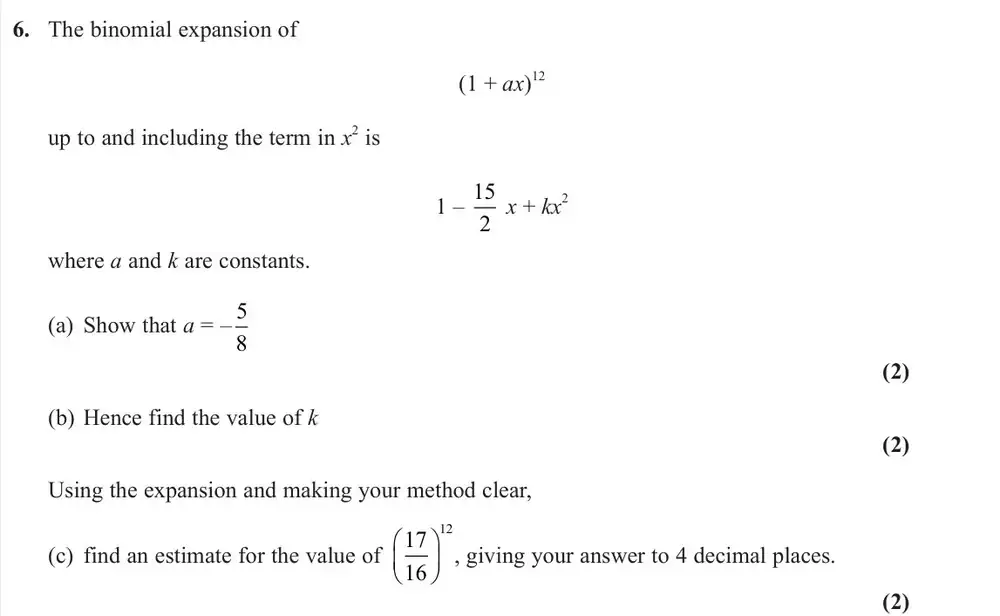 6. The binomial expansion of
(1 + ax)¹²
up to and including the term in x² is
1 – 15/2 x + kx²
where a and k are constants.
(a) Show that a = –5/8
(2)
(b) Hence find the value of k
(2)
Using the expansion and making your method clear,
(c) find an estimate for the value of (17/16)¹², giving your answer to 4 decimal places.
(2)